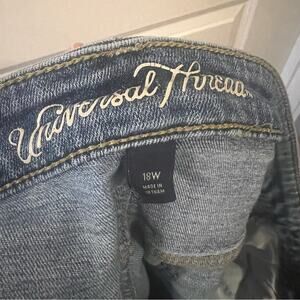 Universal Thread
18W
MADE IN
VIETNAM